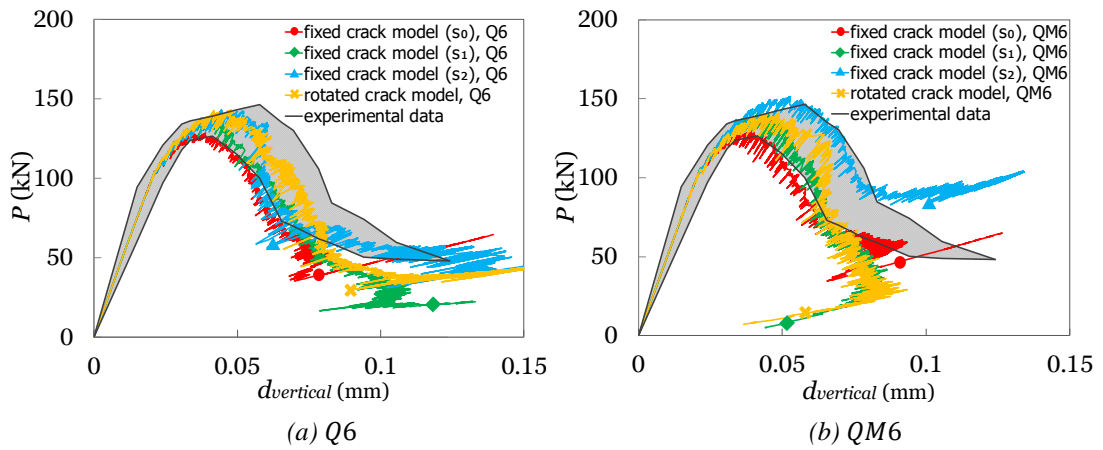 200
150
100
50
0
P (kN)
0
0.05
0.1
0.15
dvertical (mm)
fixed crack model (s₀), Q6
fixed crack model (s₁), Q6
fixed crack model (s₂), Q6
rotated crack model, Q6
experimental data
(a) Q6
200
150
100
50
0
P (kN)
0
0.05
0.1
0.15
dvertical (mm)
fixed crack model (s₀), QM6
fixed crack model (s₁), QM6
fixed crack model (s₂), QM6
rotated crack model, QM6
experimental data
(b) QM6